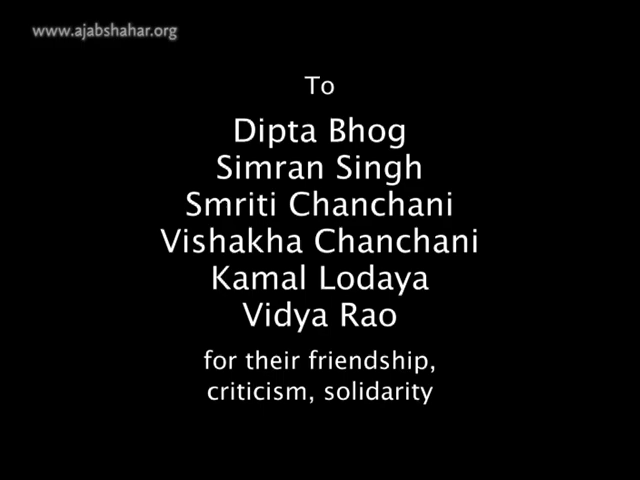 www.ajabshahar.org
To
Dipta Bhog
Simran Singh
Smriti Chanchani
Vishakha Chanchani
Kamal Lodaya
Vidya Rao
for their friendship,
criticism, solidarity